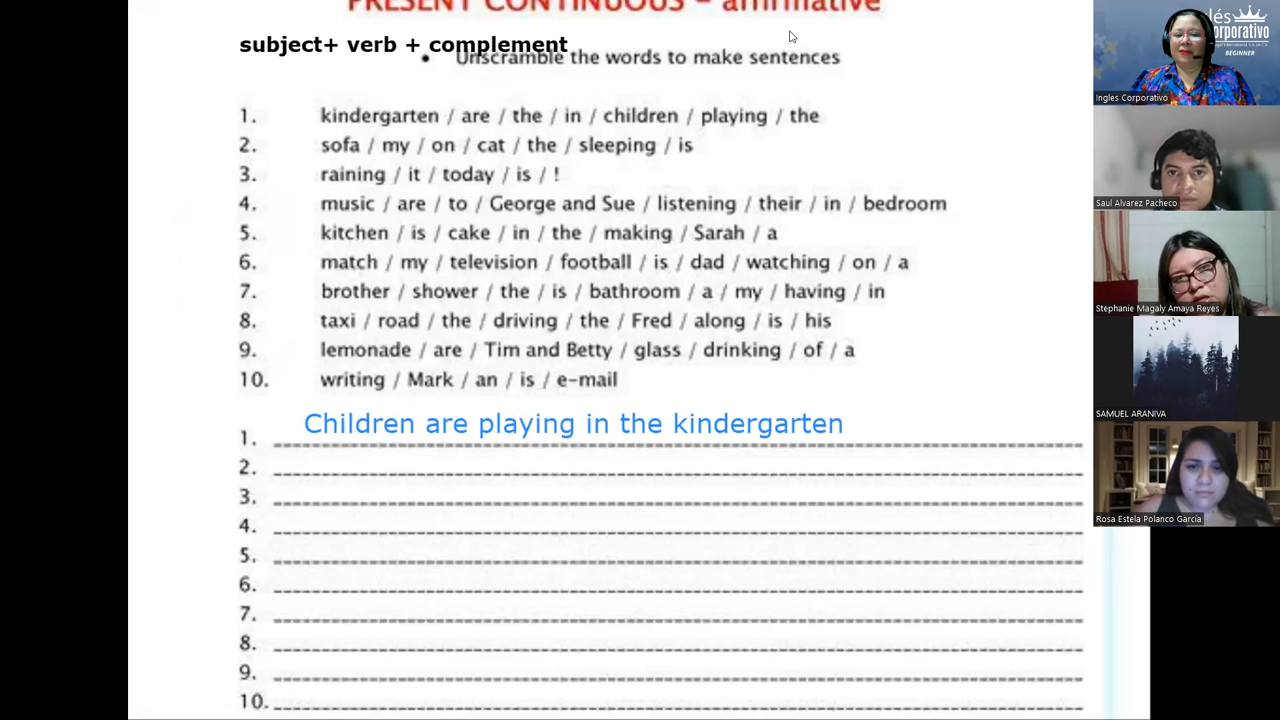 PRESENT CONTINUOUS - affirmative
subject+ verb + complement
• Unscramble the words to make sentences
1. kindergarten / are / the / in / children / playing / the
2. sofa / my / on / cat / the / sleeping / is
3. raining / it / today / is / !
4. music / are / to / George and Sue / listening / their / in / bedroom
5. kitchen / is / cake / in / the / making / Sarah / a
6. match / my / television / football / is / dad / watching / on / a
7. brother / shower / the / is / bathroom / a / my / having / in
8. taxi / road / the / driving / the / Fred / along / is / his
9. lemonade / are / Tim and Betty / glass / drinking / of / a
10. writing / Mark / an / is / e-mail
1. Children are playing in the kindergarten
2.
3.
4.
5.
6.
7.
8.
9.
10.
BEGINNER
Ingles Corporativo
Saul Alvarez Pacheco
Stephanie Magaly Amaya Reyes
SAMUEL ARANIVA
Rosa Estela Polanco García